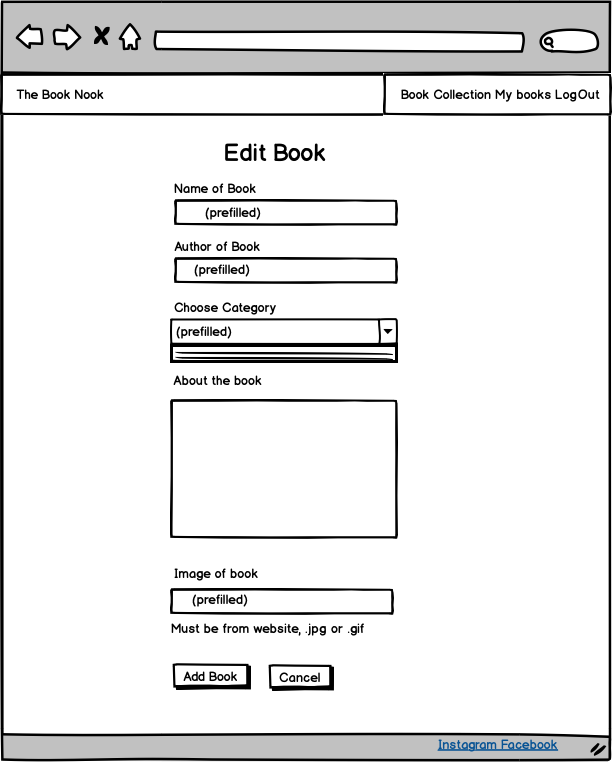 The Book Nook
Book Collection My books LogOut
Edit Book
Name of Book
(prefilled)
Author of Book
(prefilled)
Choose Category
(prefilled)
About the book
Image of book
(prefilled)
Must be from website, .jpg or .gif
Add Book
Cancel
Instagram Facebook